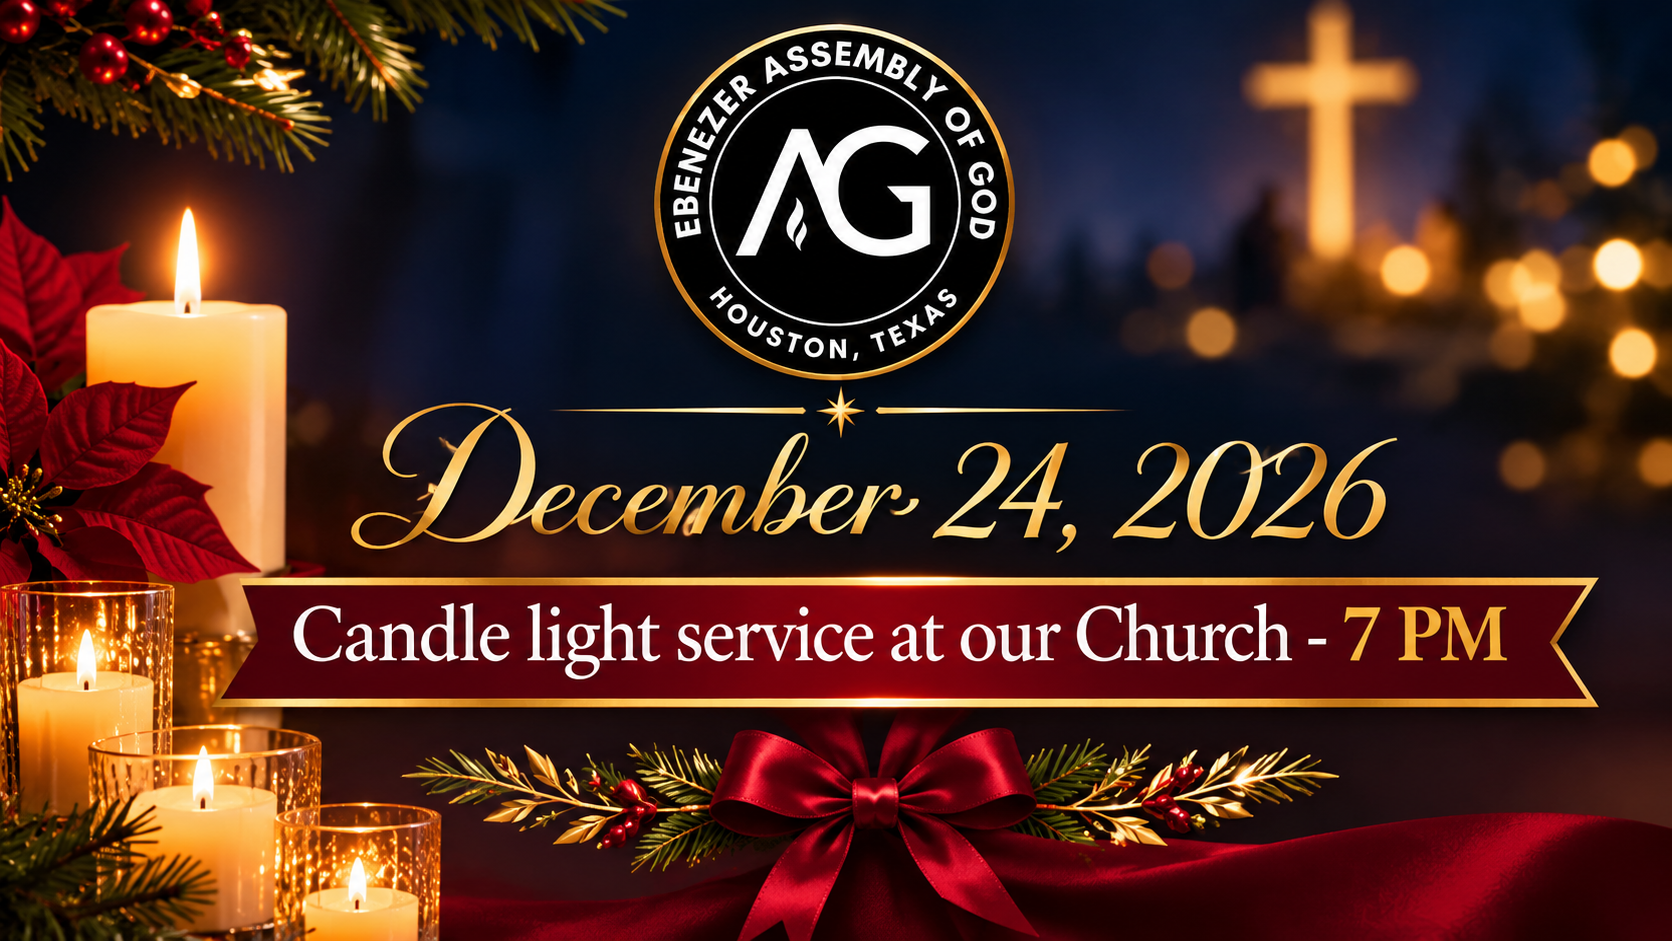 EBENEZER ASSEMBLY OF GOD
AG
HOUSTON, TEXAS
December 24, 2026
Candle light service at our Church - 7 PM